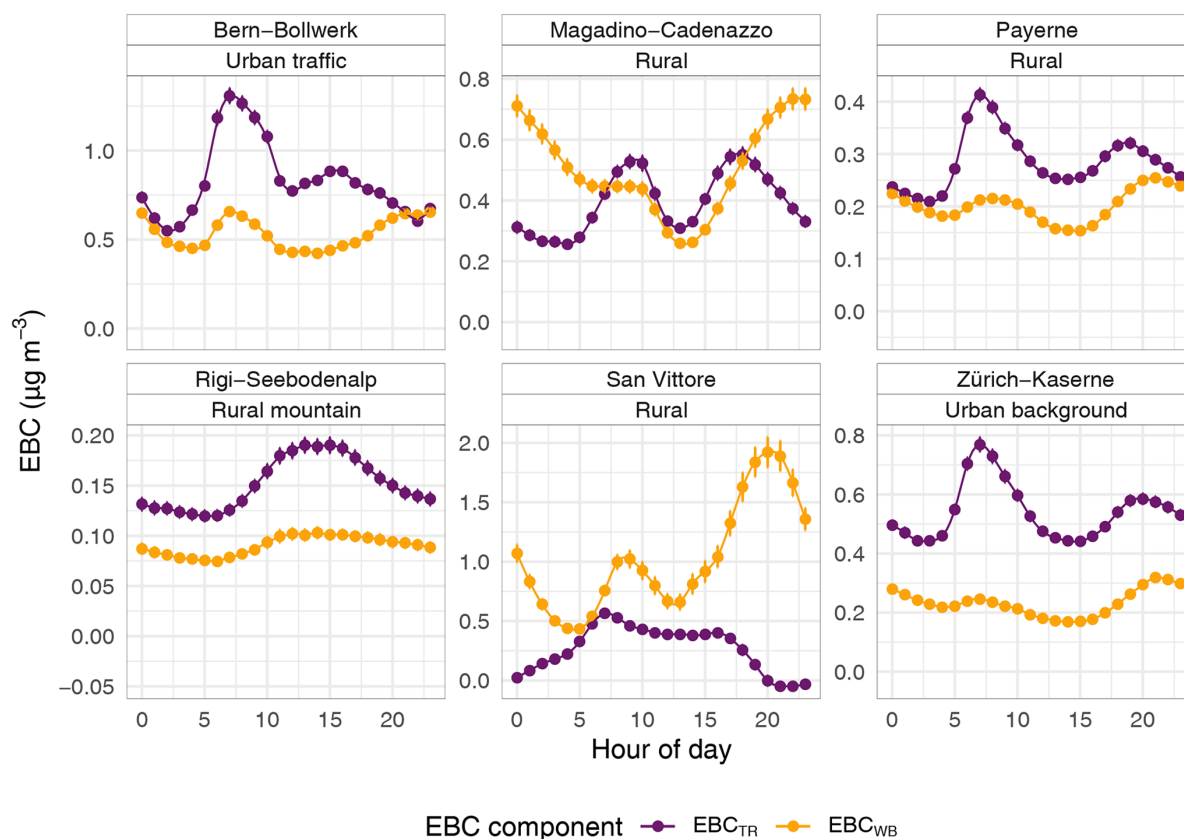 Bern−Bollwerk
Urban traffic
Magadino−Cadenazzo
Rural
Payerne
Rural
1.0
0.5
0.0
0.8
0.6
0.4
0.2
0.0
0.4
0.3
0.2
0.1
0.0
EBC (µg m⁻³)
Rigi−Seebodenalp
Rural mountain
San Vittore
Rural
Zürich−Kaserne
Urban background
0.20
0.15
0.10
0.05
0.00
−0.05
2.0
1.5
1.0
0.5
0.0
0.8
0.6
0.4
0.2
0.0
0 5 10 15 20
0 5 10 15 20
0 5 10 15 20
Hour of day
EBC component EBC_TR EBC_WB